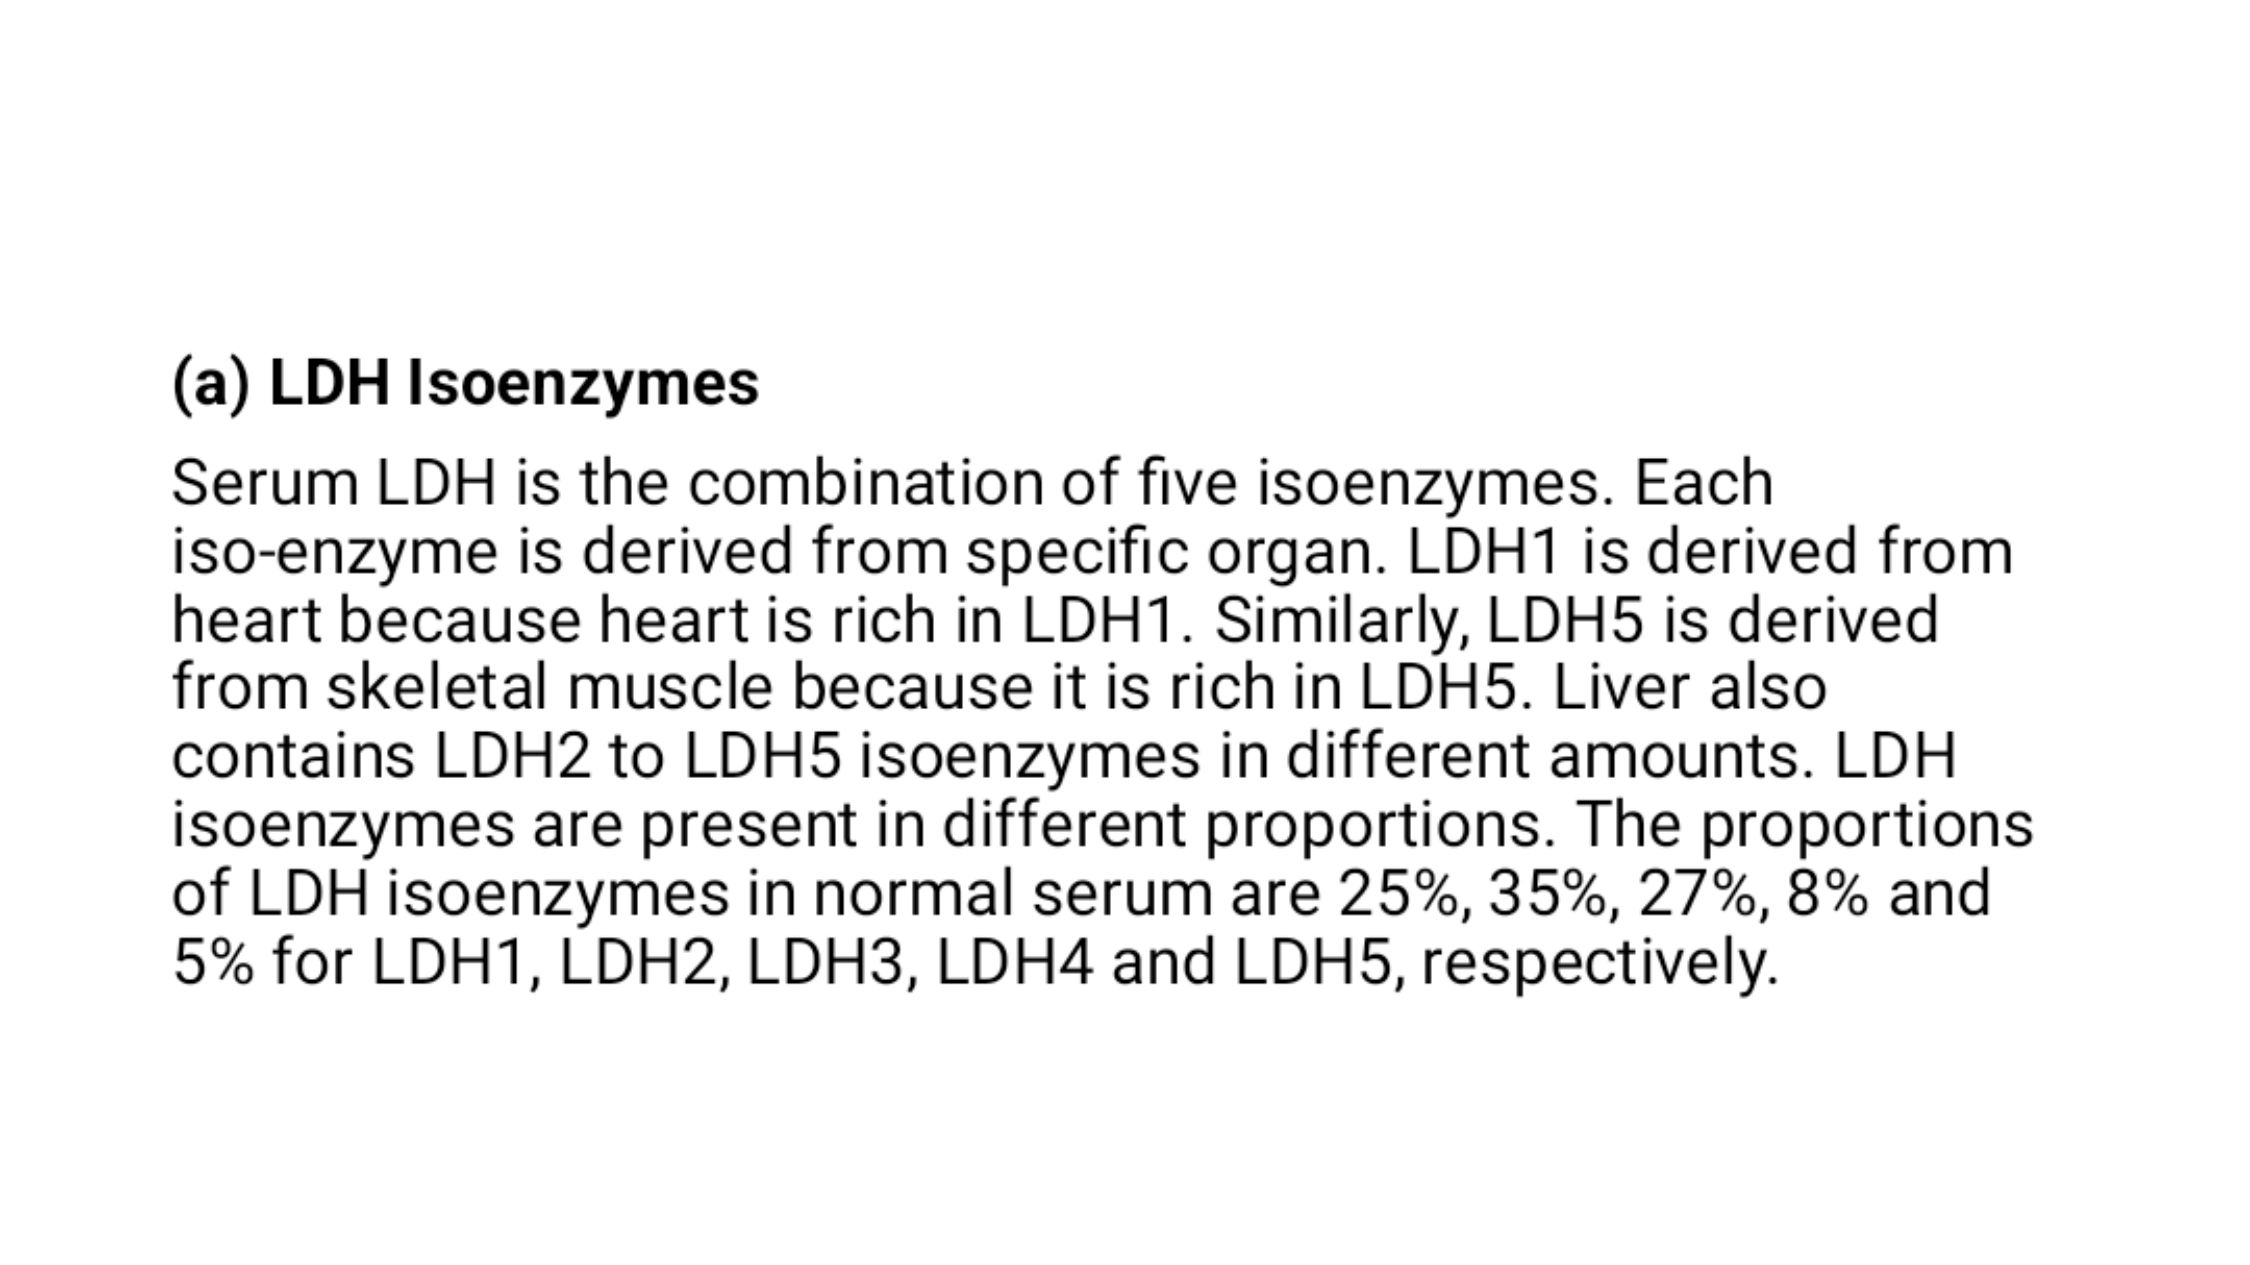 (a) LDH Isoenzymes
Serum LDH is the combination of five isoenzymes. Each
iso-enzyme is derived from specific organ. LDH1 is derived from
heart because heart is rich in LDH1. Similarly, LDH5 is derived
from skeletal muscle because it is rich in LDH5. Liver also
contains LDH2 to LDH5 isoenzymes in different amounts. LDH
isoenzymes are present in different proportions. The proportions
of LDH isoenzymes in normal serum are 25%, 35%, 27%, 8% and
5% for LDH1, LDH2, LDH3, LDH4 and LDH5, respectively.